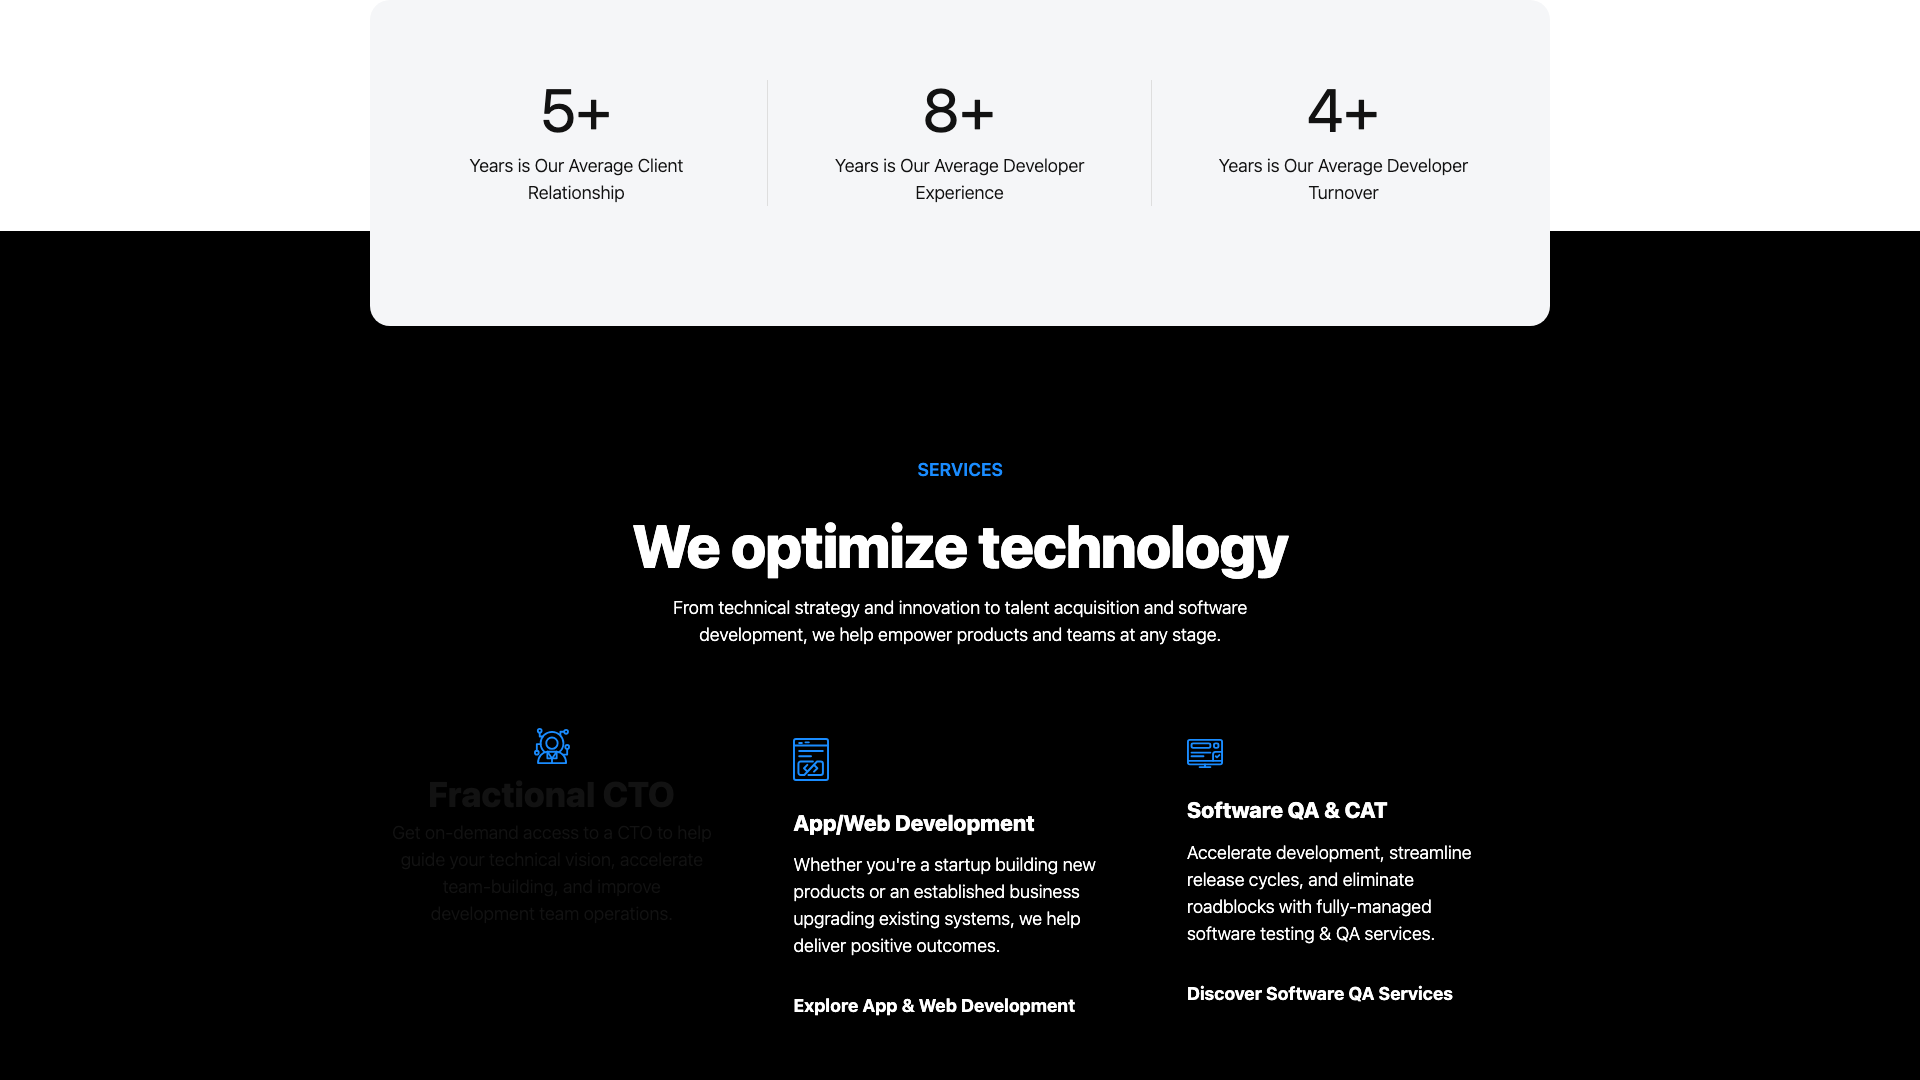 5+
Years is Our Average Client
Relationship
8+
Years is Our Average Developer
Experience
4+
Years is Our Average Developer
Turnover
SERVICES
We optimize technology
From technical strategy and innovation to talent acquisition and software
development, we help empower products and teams at any stage.
Fractional CTO
Get on-demand access to a CTO to help
guide your technical vision, accelerate
team-building, and improve
development team operations.
App/Web Development
Whether you're a startup building new
products or an established business
upgrading existing systems, we help
deliver positive outcomes.
Explore App & Web Development
Software QA & CAT
Accelerate development, streamline
release cycles, and eliminate
roadblocks with fully-managed
software testing & QA services.
Discover Software QA Services